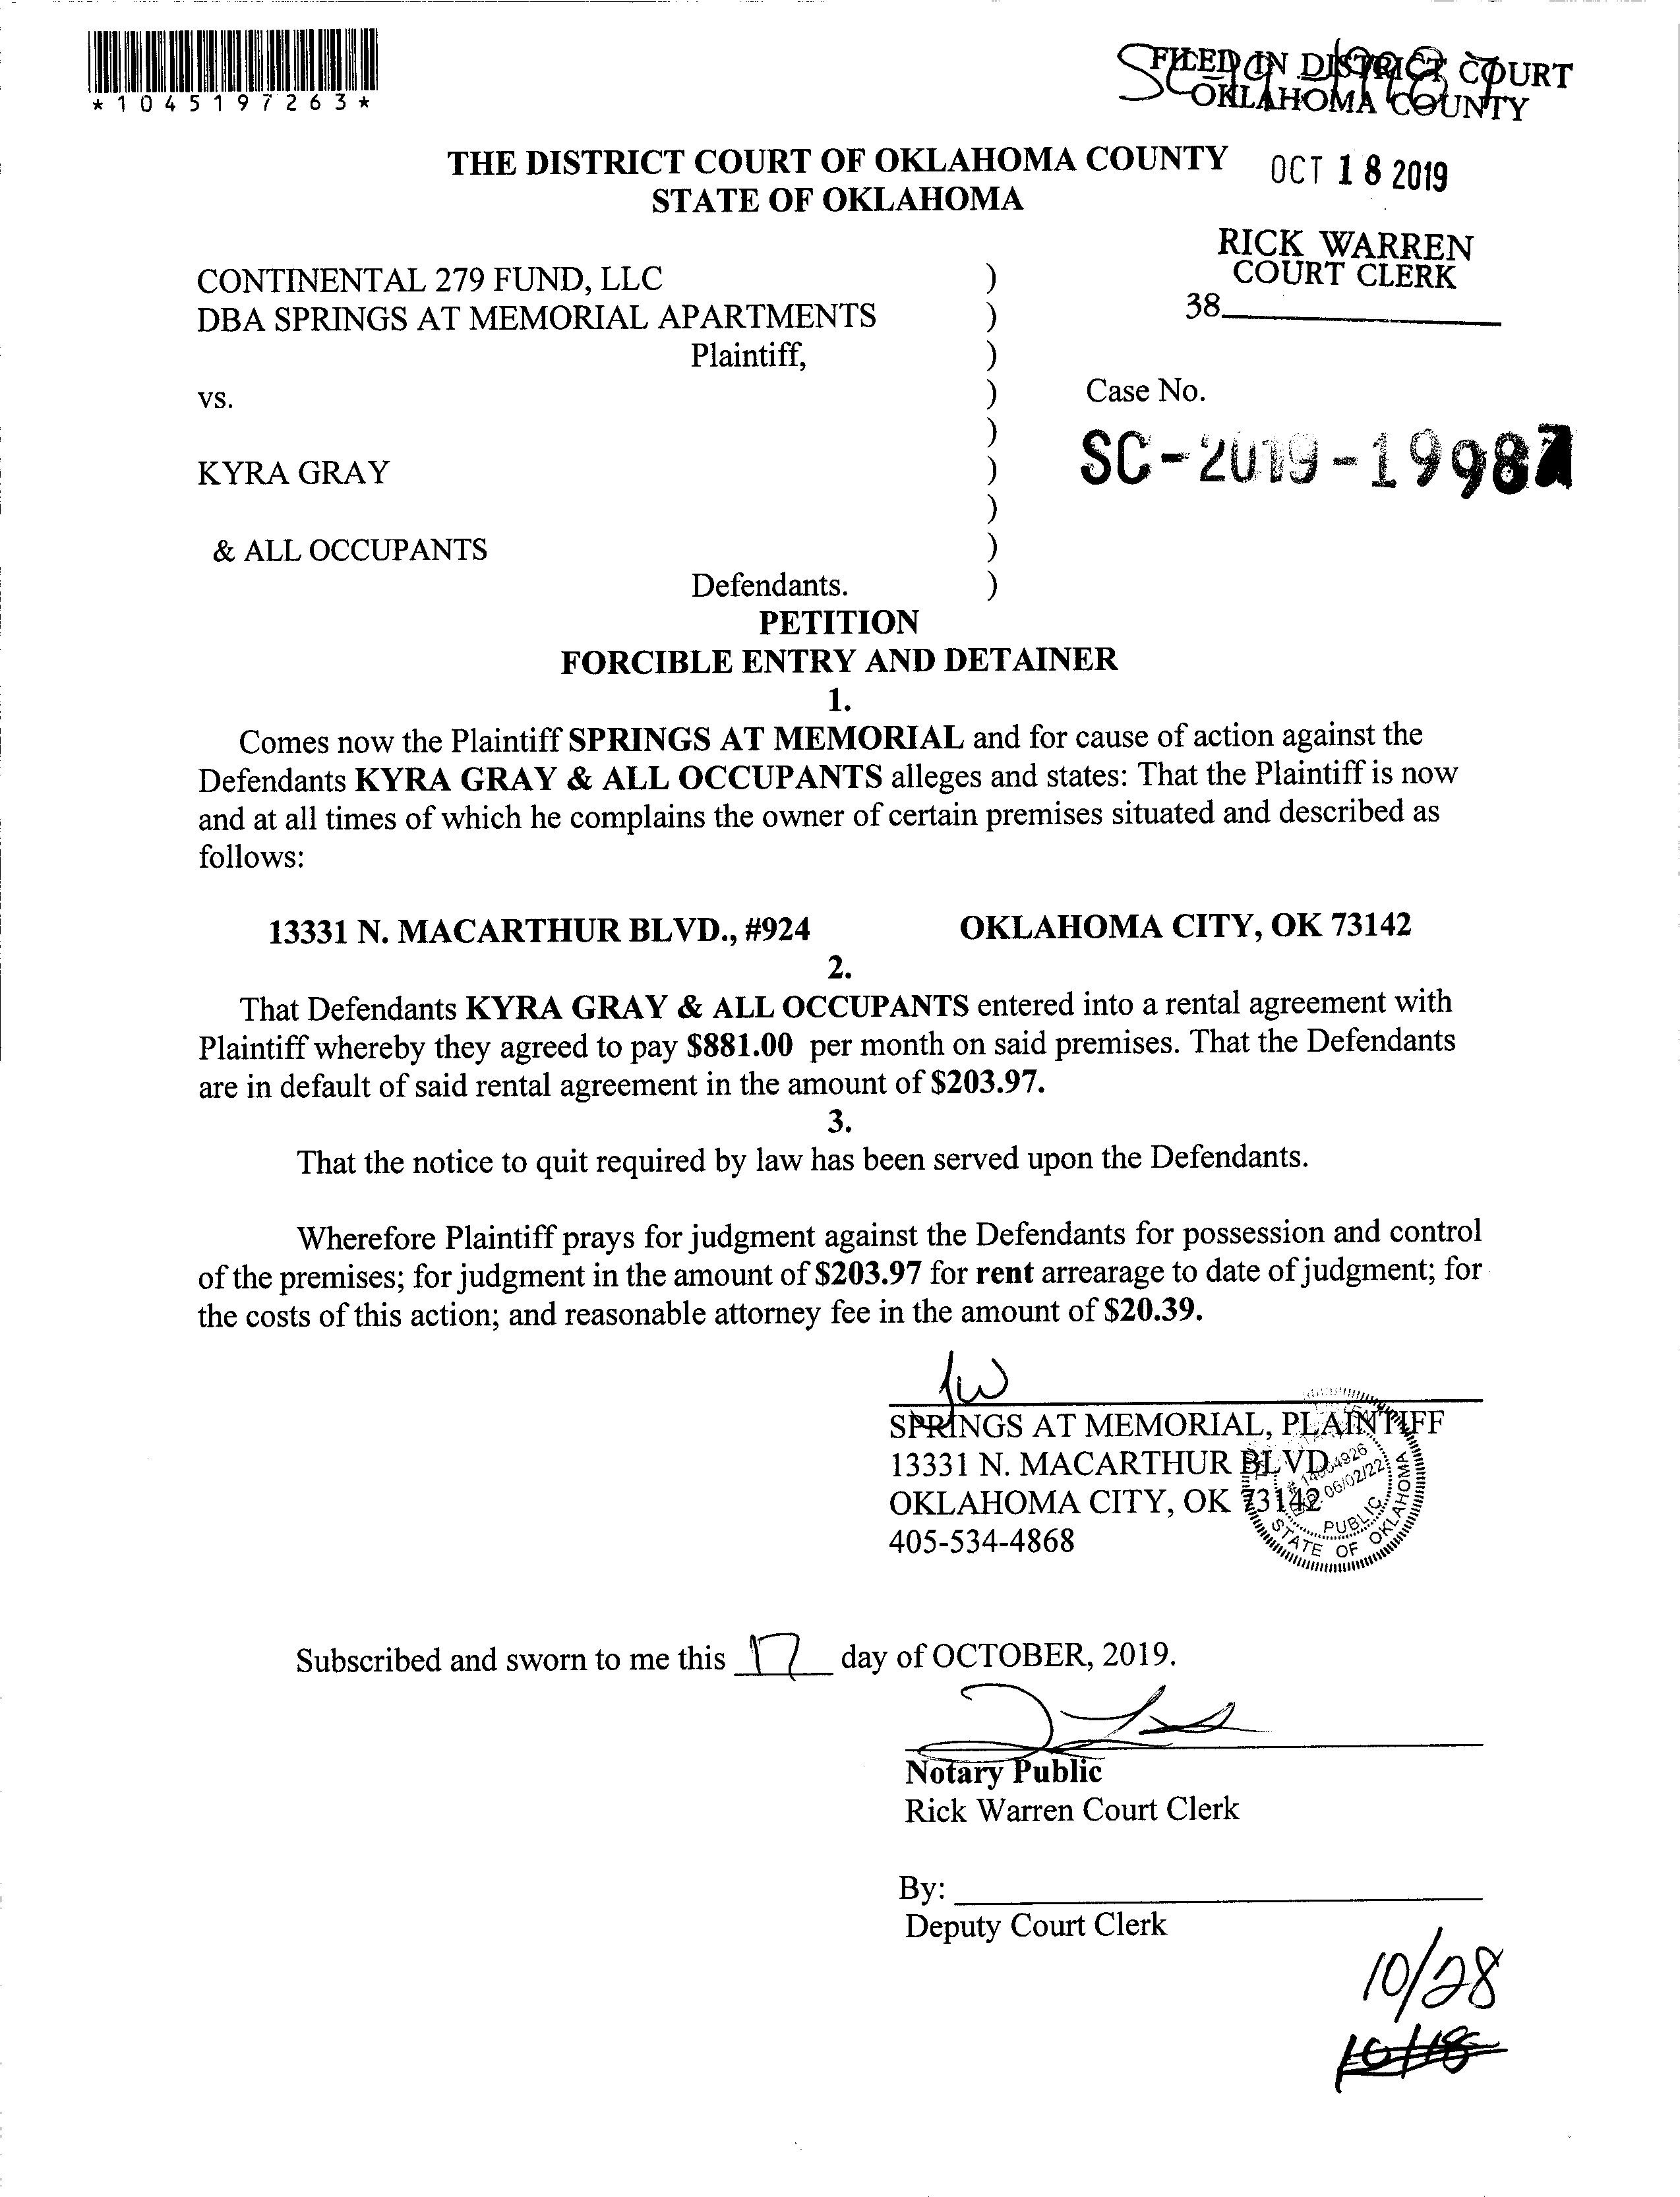 *1045197263*
FILED IN DISTRICT COURT
OKLAHOMA COUNTY
THE DISTRICT COURT OF OKLAHOMA COUNTY
STATE OF OKLAHOMA
OCT 18 2019
RICK WARREN
COURT CLERK
38
CONTINENTAL 279 FUND, LLC )
DBA SPRINGS AT MEMORIAL APARTMENTS )
Plaintiff, )
vs. ) Case No.
)
KYRA GRAY ) SC-2019-19987
)
& ALL OCCUPANTS )
Defendants. )
PETITION
FORCIBLE ENTRY AND DETAINER
1.
Comes now the Plaintiff SPRINGS AT MEMORIAL and for cause of action against the
Defendants KYRA GRAY & ALL OCCUPANTS alleges and states: That the Plaintiff is now
and at all times of which he complains the owner of certain premises situated and described as
follows:
13331 N. MACARTHUR BLVD., #924 OKLAHOMA CITY, OK 73142
2.
That Defendants KYRA GRAY & ALL OCCUPANTS entered into a rental agreement with
Plaintiff whereby they agreed to pay $881.00 per month on said premises. That the Defendants
are in default of said rental agreement in the amount of $203.97.
3.
That the notice to quit required by law has been served upon the Defendants.
Wherefore Plaintiff prays for judgment against the Defendants for possession and control
of the premises; for judgment in the amount of $203.97 for rent arrearage to date of judgment; for
the costs of this action; and reasonable attorney fee in the amount of $20.39.
SPRINGS AT MEMORIAL, PLAINTIFF
13331 N. MACARTHUR BLVD.
OKLAHOMA CITY, OK 73142
405-534-4868
# 14004926
EXP. 06/02/22
PUBLIC
STATE OF OKLAHOMA
Subscribed and sworn to me this 17 day of OCTOBER, 2019.
Notary Public
Rick Warren Court Clerk
By:
Deputy Court Clerk
10/28